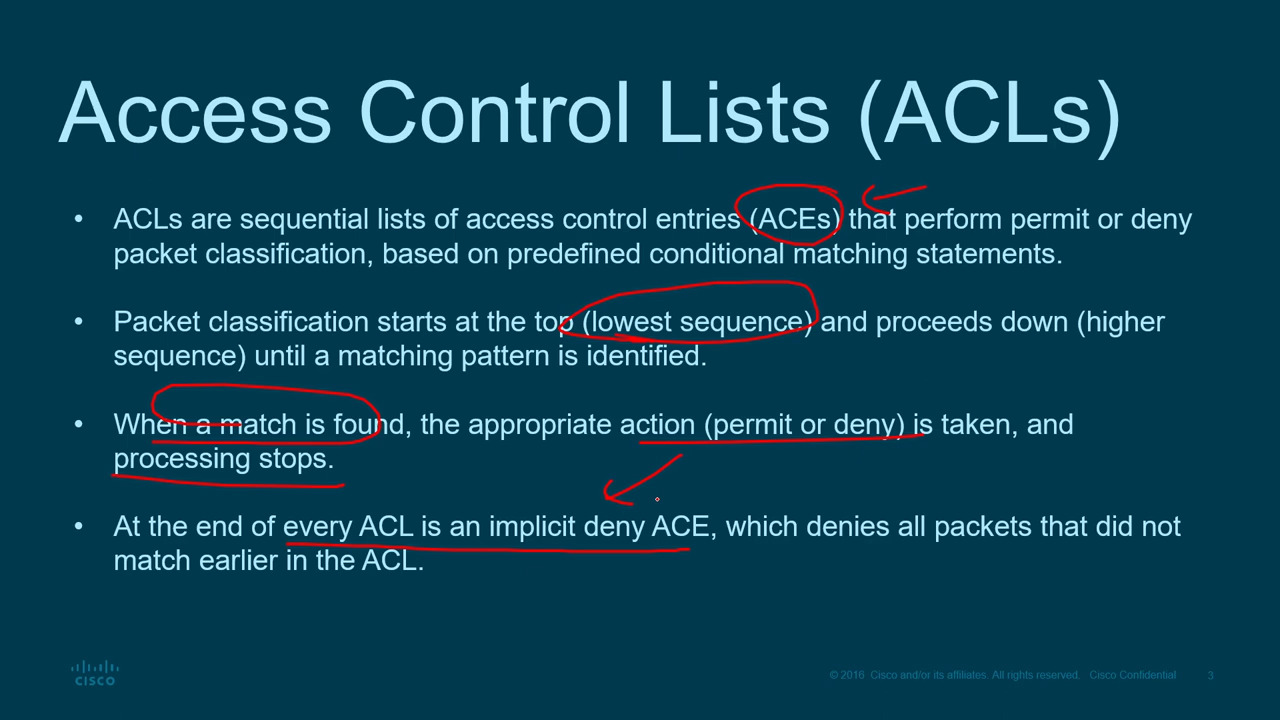 Access Control Lists (ACLs)
• ACLs are sequential lists of access control entries (ACEs) that perform permit or deny
packet classification, based on predefined conditional matching statements.
• Packet classification starts at the top (lowest sequence) and proceeds down (higher
sequence) until a matching pattern is identified.
• When a match is found, the appropriate action (permit or deny) is taken, and
processing stops.
• At the end of every ACL is an implicit deny ACE, which denies all packets that did not
match earlier in the ACL.
CISCO
© 2016 Cisco and/or its affiliates. All rights reserved. Cisco Confidential 3